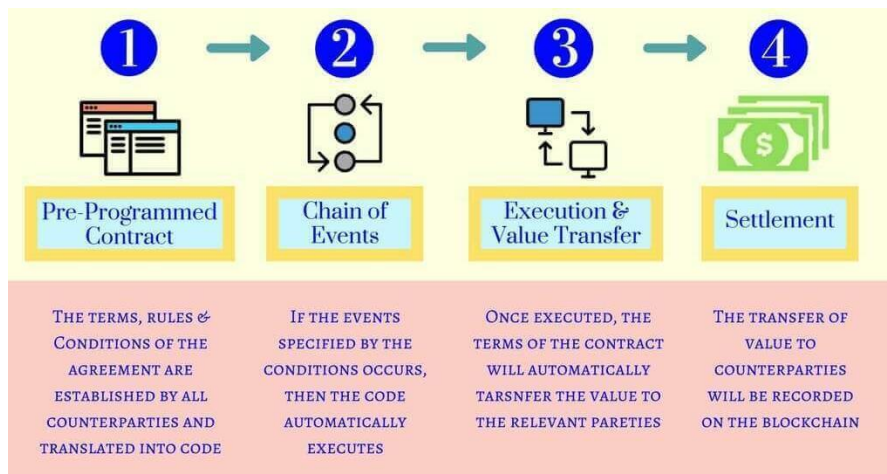 1
2
3
4
Pre-Programmed
Contract
Chain of
Events
Execution &
Value Transfer
$
Settlement
The terms, rules &
Conditions of the
agreement are
established by all
counterparties and
translated into code
If the events
specified by the
conditions occurs,
then the code
automatically
executes
Once executed, the
terms of the contract
will automatically
tarsnfer the value to
the relevant pareties
The transfer of
value to
counterparties
will be recorded
on the blockchain